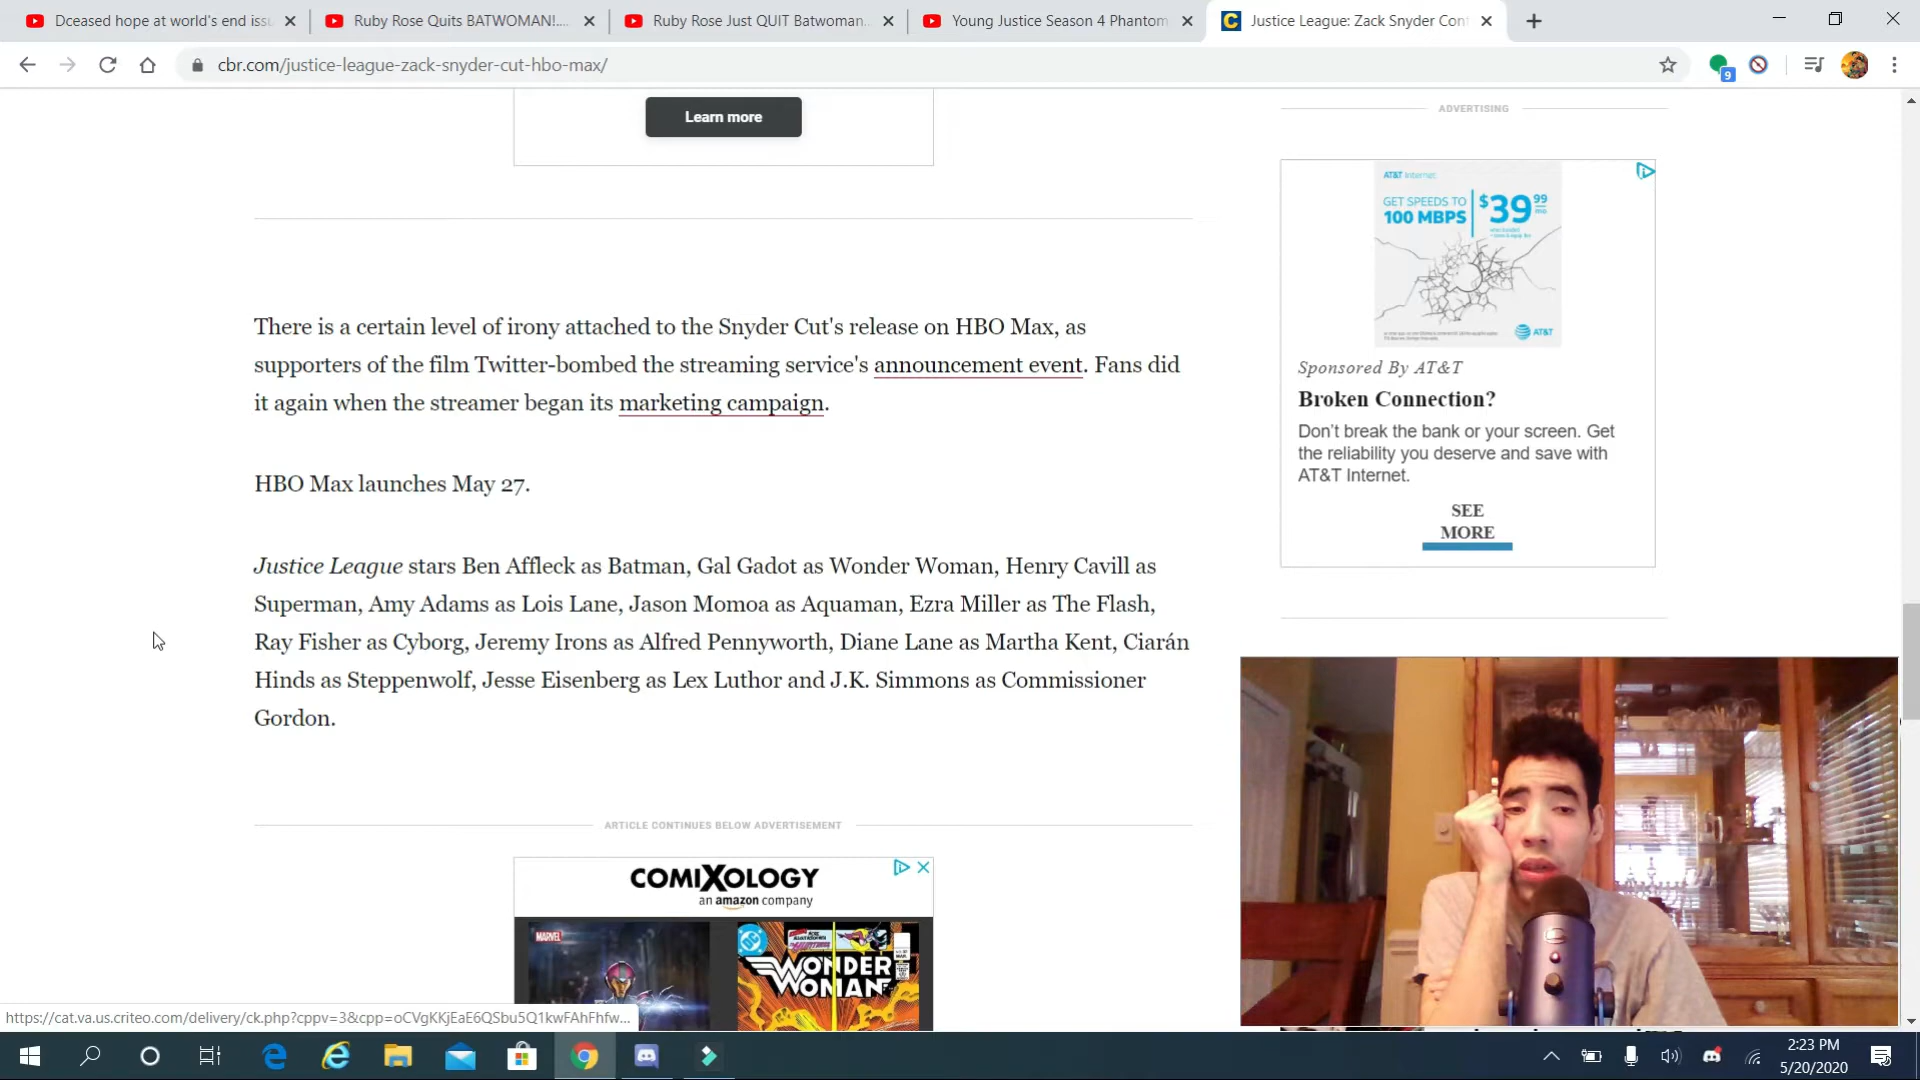 Dceased hope at world's end issu
Ruby Rose Quits BATWOMAN!....
Ruby Rose Just QUIT Batwoman...
Young Justice Season 4 Phantom
Justice League: Zack Snyder Con
cbr.com/justice-league-zack-snyder-cut-hbo-max/
9
Learn more
ADVERTISING
AT&T Internet
GET SPEEDS TO
100 MBPS
$39 99
AT&T
Sponsored By AT&T
Broken Connection?
Don't break the bank or your screen. Get
the reliability you deserve and save with
AT&T Internet.
SEE
MORE
There is a certain level of irony attached to the Snyder Cut's release on HBO Max, as
supporters of the film Twitter-bombed the streaming service's announcement event. Fans did
it again when the streamer began its marketing campaign.
HBO Max launches May 27.
Justice League stars Ben Affleck as Batman, Gal Gadot as Wonder Woman, Henry Cavill as
Superman, Amy Adams as Lois Lane, Jason Momoa as Aquaman, Ezra Miller as The Flash,
Ray Fisher as Cyborg, Jeremy Irons as Alfred Pennyworth, Diane Lane as Martha Kent, Ciarán
Hinds as Steppenwolf, Jesse Eisenberg as Lex Luthor and J.K. Simmons as Commissioner
Gordon.
ARTICLE CONTINUES BELOW ADVERTISEMENT
COMIXOLOGY
an amazon company
MARVEL
WONDER
WOMAN
https://cat.va.us.criteo.com/delivery/ck.php?cppv=3&cpp=oCVgKKjEaE6QSbu5Q1kwFAhFhfw...
2:23 PM
5/20/2020